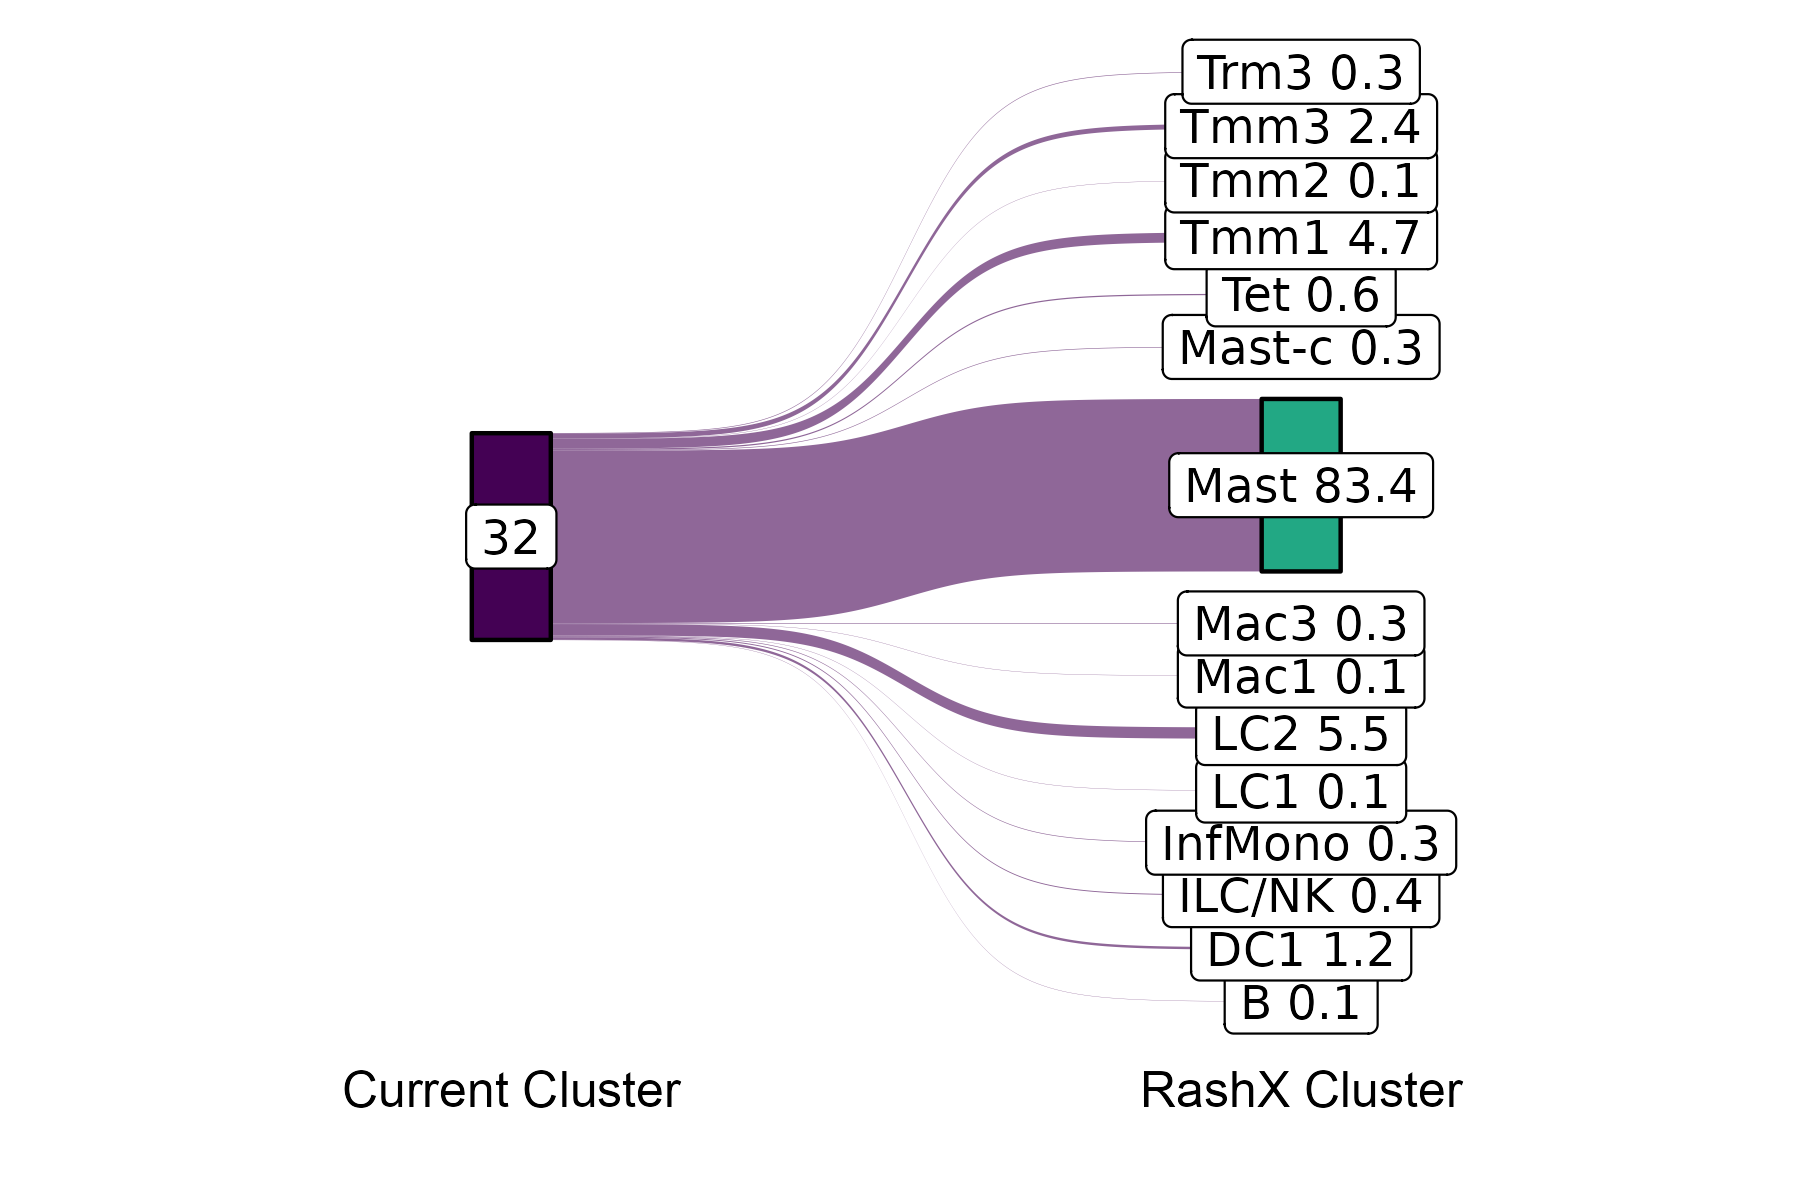 Trm3 0.3
Tmm3 2.4
Tmm2 0.1
Tmm1 4.7
Tet 0.6
Mast-c 0.3
Mast 83.4
32
Mac3 0.3
Mac1 0.1
LC2 5.5
LC1 0.1
InfMono 0.3
ILC/NK 0.4
DC1 1.2
B 0.1
Current Cluster
RashX Cluster